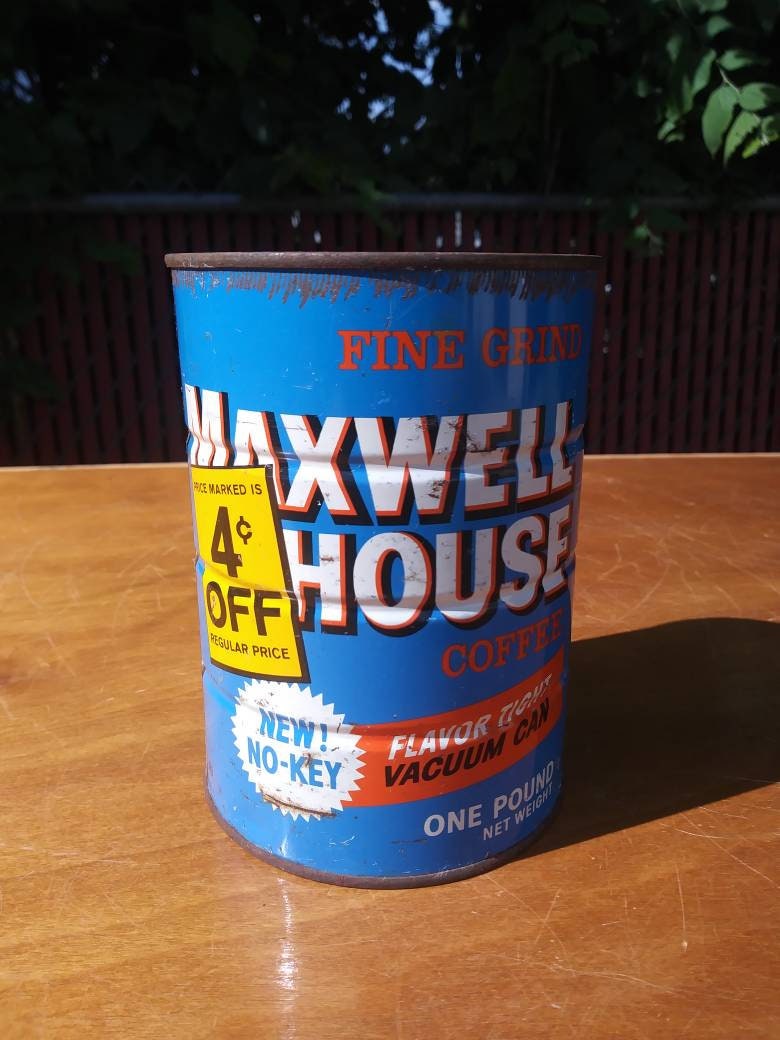 FINE GRIND
MAXWELL
HOUSE
COFFEE
PRICE MARKED IS
4¢
OFF
REGULAR PRICE
NEW!
NO-KEY
FLAVOR TIGHT
VACUUM CAN
ONE POUND
NET WEIGHT